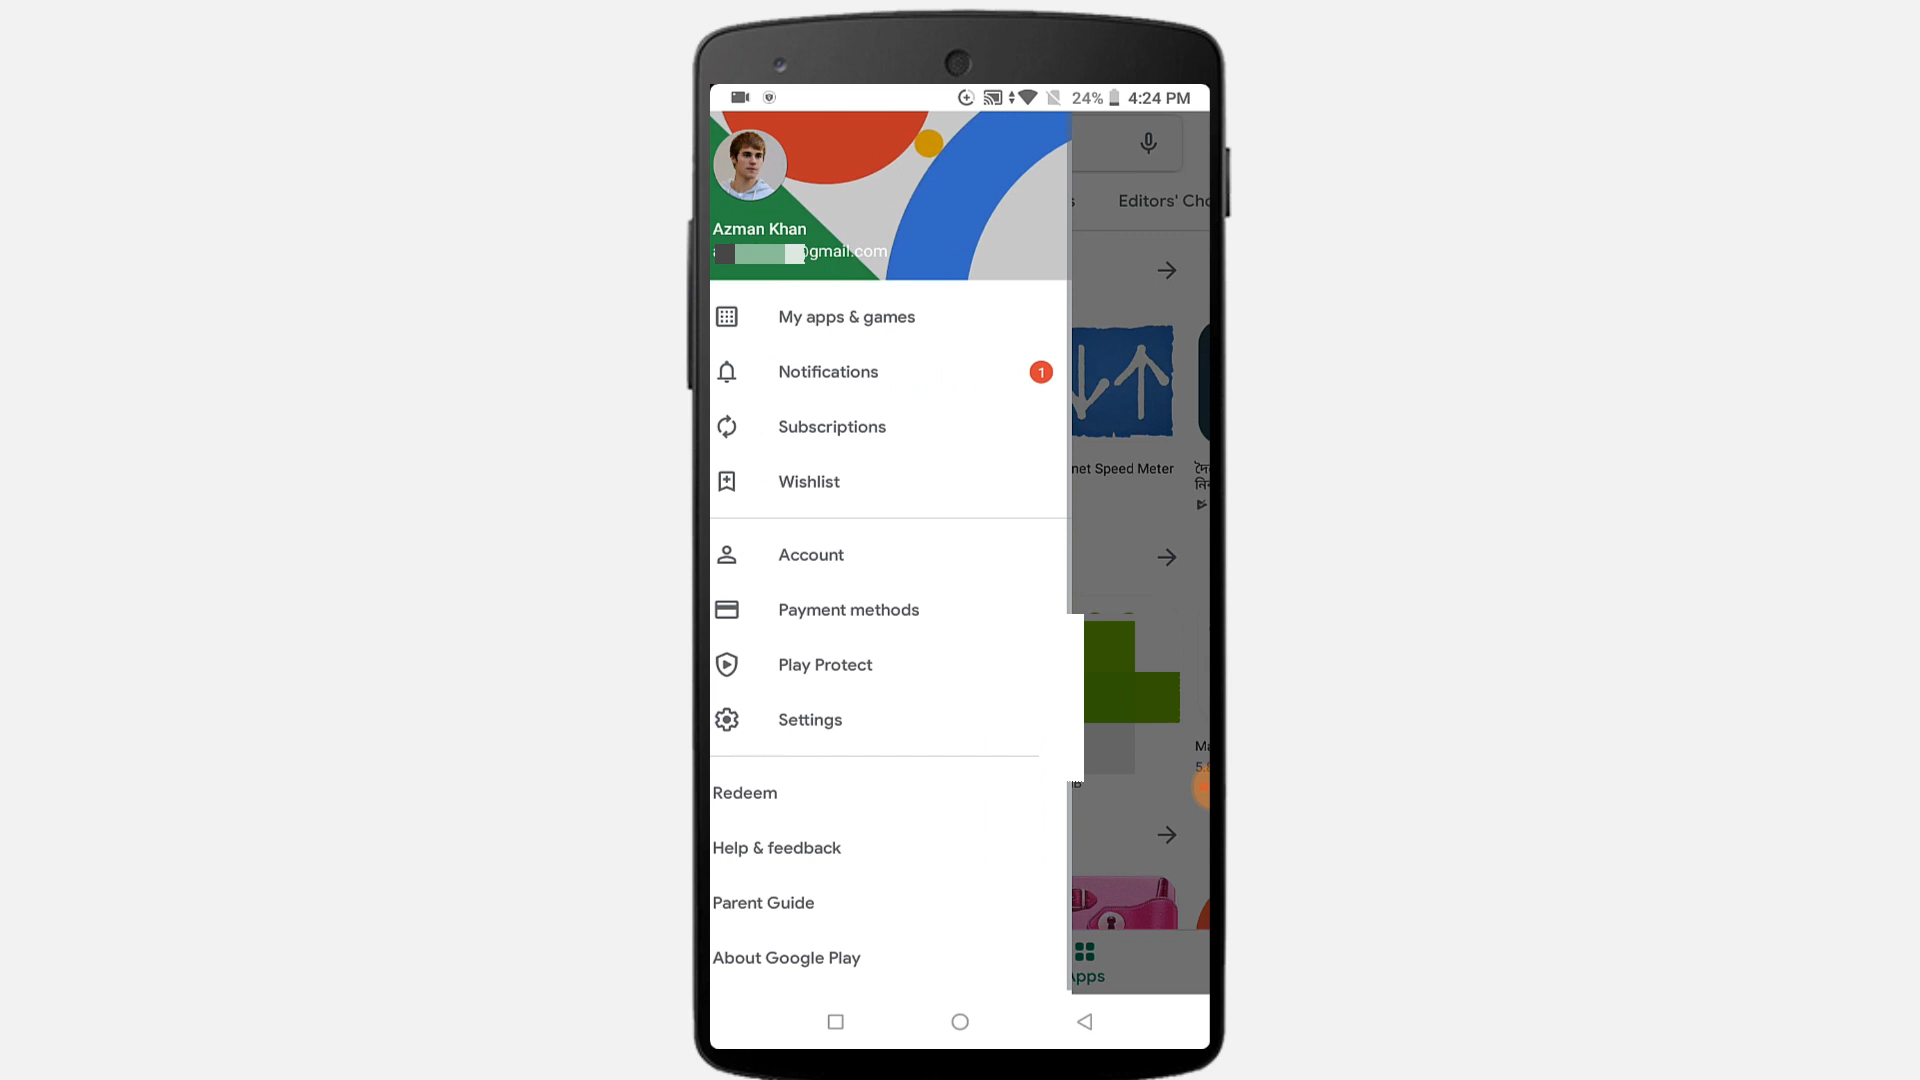 24% 4:24 PM
Editors' Cho
Azman Khan
@gmail.com
My apps & games
Notifications 1
Subscriptions
Wishlist
Account
Payment methods
Play Protect
Settings
Redeem
Help & feedback
Parent Guide
About Google Play
net Speed Meter
Apps